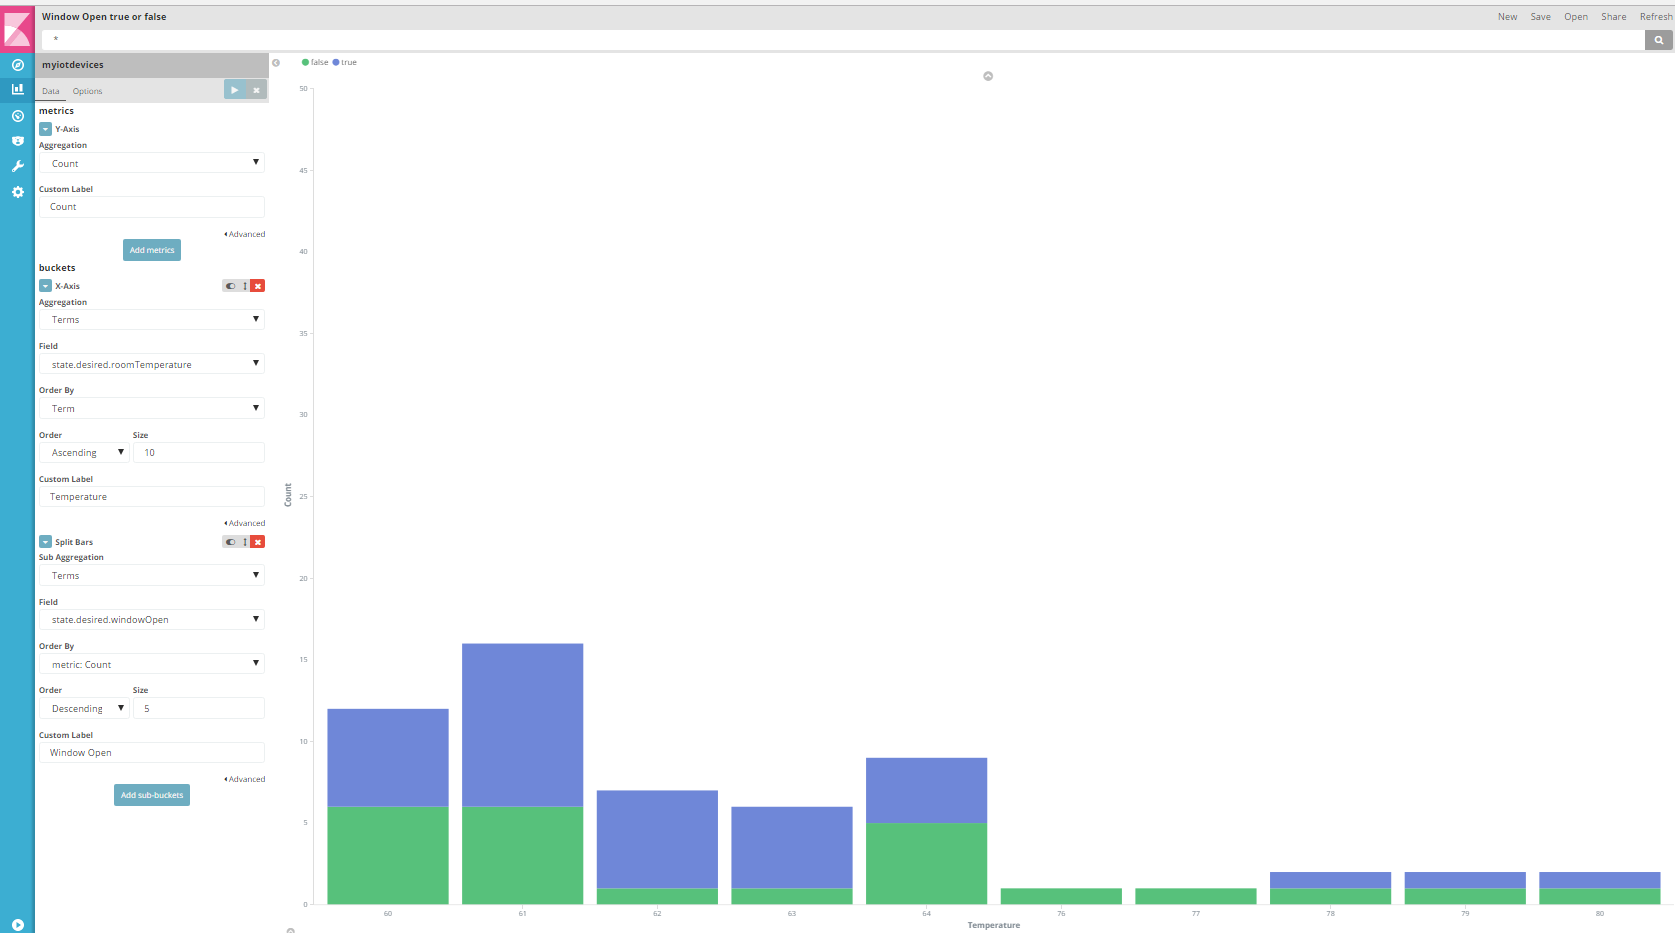 Window Open true or false
New Save Open Share Refresh
*
myiotdevices
Data Options
metrics
Y-Axis
Aggregation
Count
Custom Label
Count
Advanced
Add metrics
buckets
X-Axis
Aggregation
Terms
Field
state.desired.roomTemperature
Order By
Term
Order Size
Ascending 10
Custom Label
Temperature
Advanced
Split Bars
Sub Aggregation
Terms
Field
state.desired.windowOpen
Order By
metric: Count
Order Size
Descending 5
Custom Label
Window Open
Advanced
Add sub-buckets
false true
50
45
40
35
30
25
20
15
10
5
0
Count
60 61 62 63 64 76 77 78 79 80
Temperature